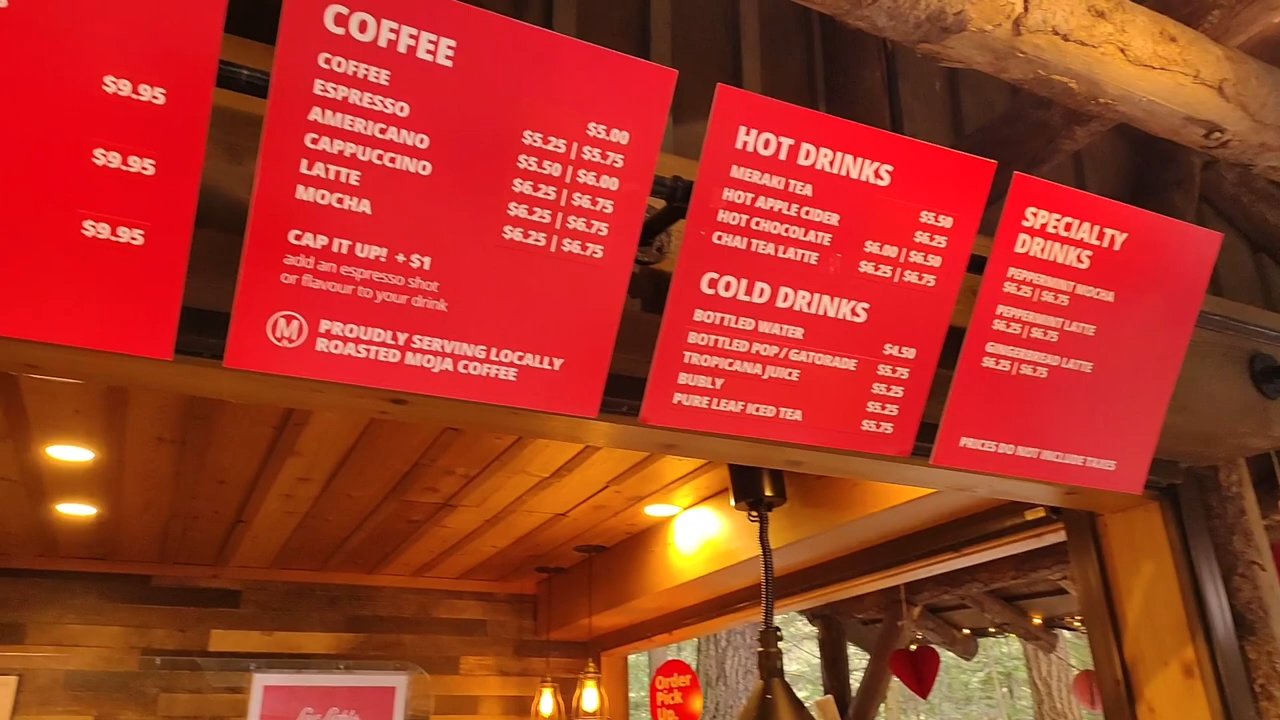 $9.95
$9.95
$9.95
COFFEE
COFFEE $5.00
ESPRESSO $5.25 | $5.75
AMERICANO $5.50 | $6.00
CAPPUCCINO $6.25 | $6.75
LATTE $6.25 | $6.75
MOCHA $6.25 | $6.75
CAP IT UP! +$1
add an espresso shot
or flavour to your drink
M PROUDLY SERVING LOCALLY
ROASTED MOJA COFFEE
HOT DRINKS
MERAKI TEA $5.50
HOT APPLE CIDER $6.25
HOT CHOCOLATE $6.00 | $6.50
CHAI TEA LATTE $6.25 | $6.75
COLD DRINKS
BOTTLED WATER $4.50
BOTTLED POP / GATORADE $5.75
TROPICANA JUICE $5.25
BUBLY $5.25
PURE LEAF ICED TEA $5.75
SPECIALTY
DRINKS
PEPPERMINT MOCHA
$6.25 | $6.75
PEPPERMINT LATTE
$6.25 | $6.75
GINGERBREAD LATTE
$6.25 | $6.75
PRICES DO NOT INCLUDE TAXES
Order
Pick
Up.